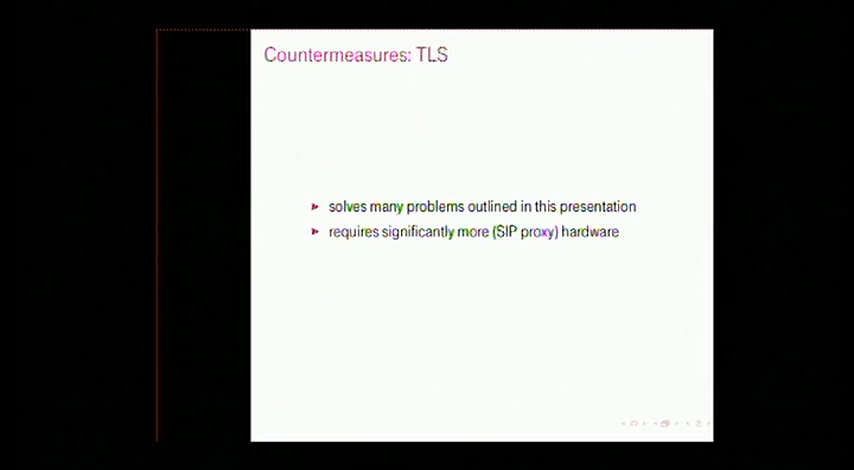 Countermeasures: TLS
solves many problems outlined in this presentation
requires significantly more (SIP proxy) hardware